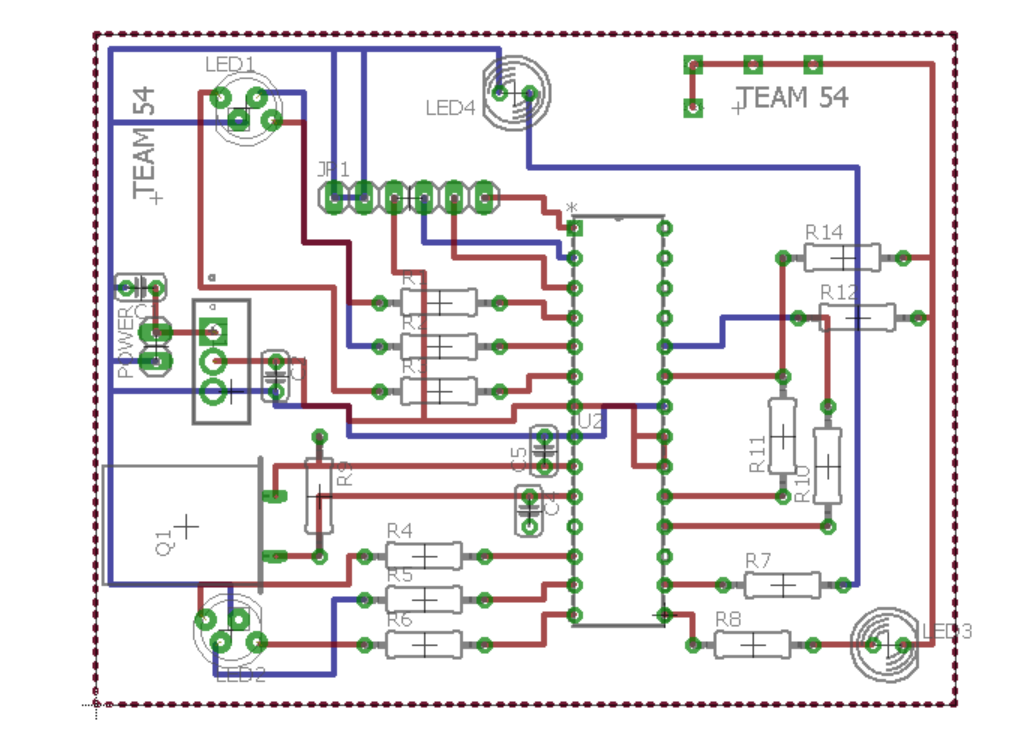 LED1
TEAM 54
LED4
TEAM 54
JP1
*
R14
R12
R1
R2
R3
POWER
U2
C5
C4
R9
R11
R10
Q1
R4
R5
R6
R7
R8
LED2
LED3